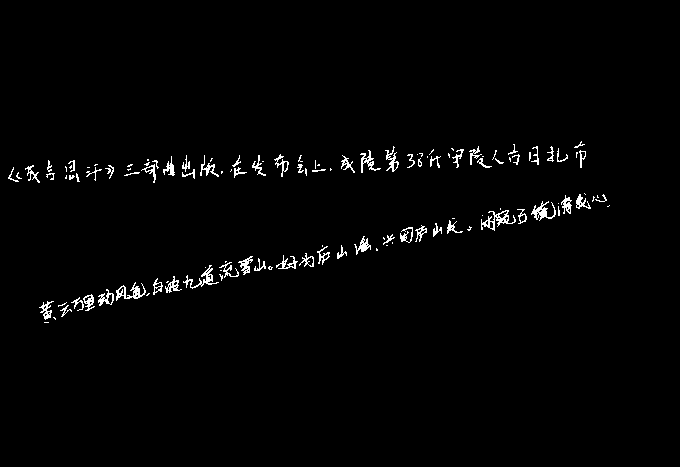 《成吉思汗》三部曲出版.在发布会上,成陵第38代守陵人古日扎布
黄云万里动风色,白波九道流雪山。好为庐山谣,兴因庐山发。闲窥石镜清我心,